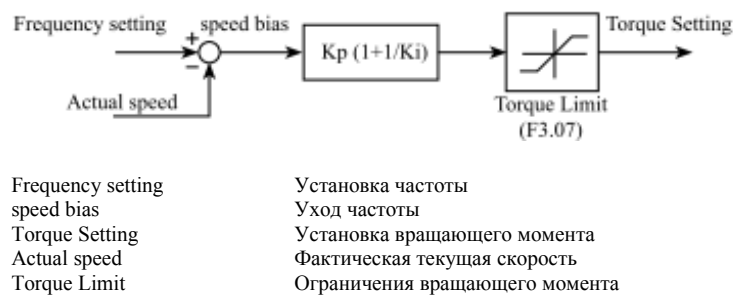 Frequency setting
speed bias
Torque Setting
+
−
Kp (1+1/Ki)
Actual speed
Torque Limit
(F3.07)
Frequency setting Установка частоты
speed bias Уход частоты
Torque Setting Установка вращающего момента
Actual speed Фактическая текущая скорость
Torque Limit Ограничения вращающего момента